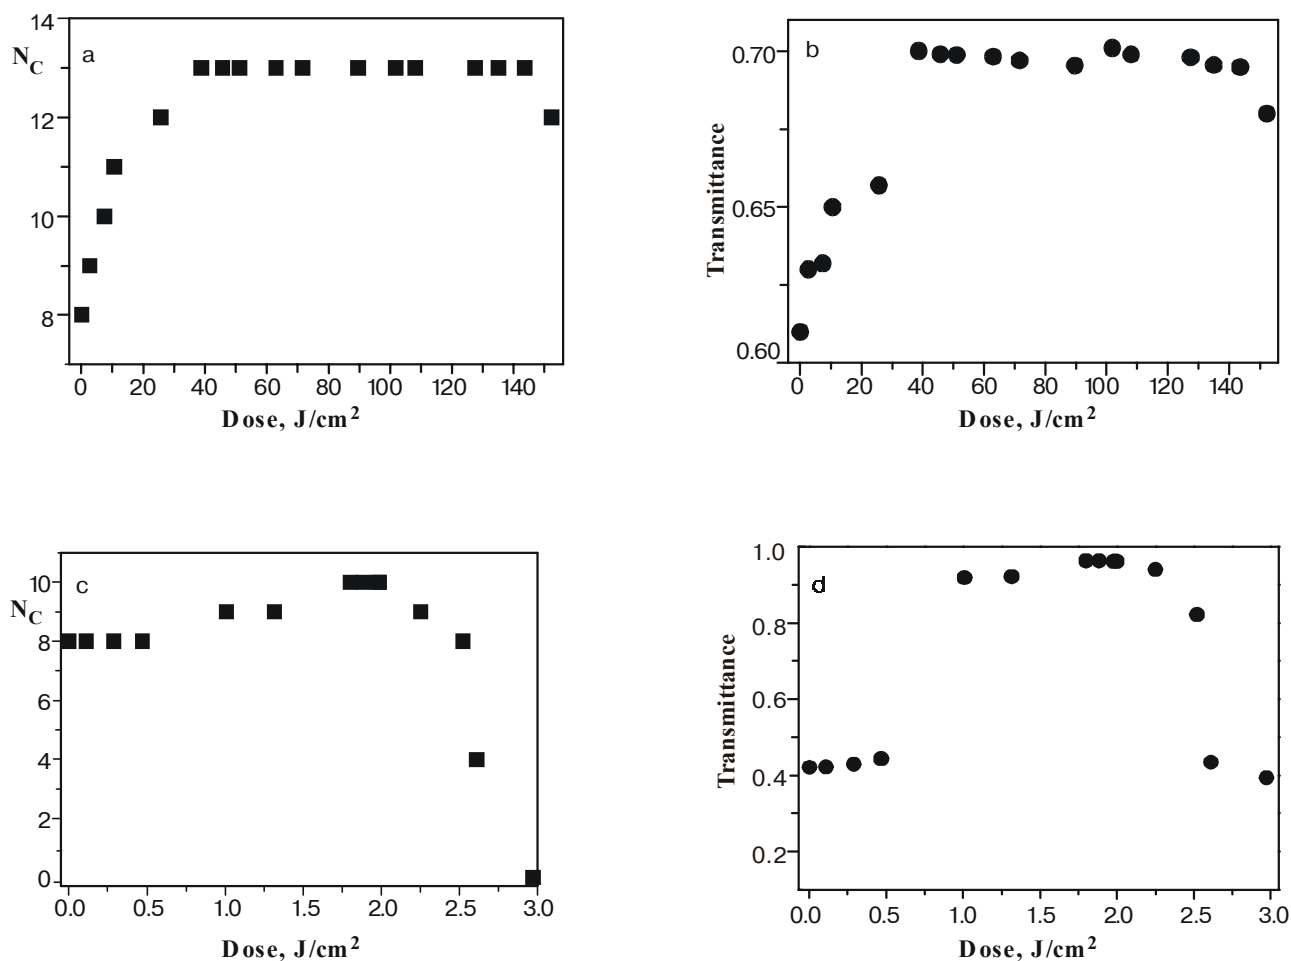 a
N_C
14
12
10
8
0 20 40 60 80 100 120 140
Dose, J/cm²
b
Transmittance
0.70
0.65
0.60
0 20 40 60 80 100 120 140
Dose, J/cm²
c
N_C
10
8
6
4
2
0
0.0 0.5 1.0 1.5 2.0 2.5 3.0
Dose, J/cm²
d
Transmittance
1.0
0.8
0.6
0.4
0.2
0.0 0.5 1.0 1.5 2.0 2.5 3.0
Dose, J/cm²